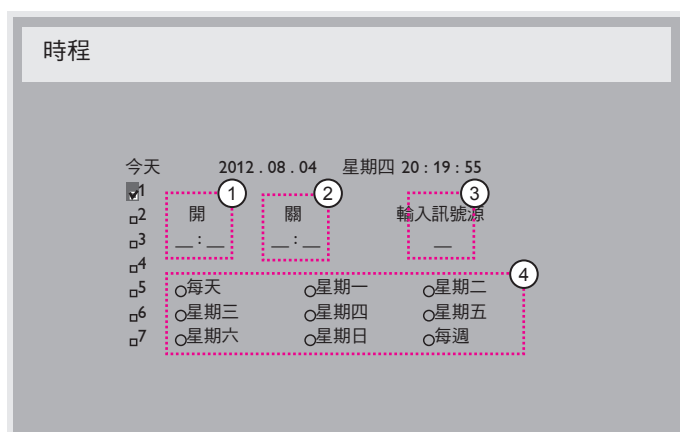 時程
今天 2012 . 08 . 04 星期四 20 : 19 : 55
1 1 2 3
2 開 關 輸入訊號源
3 __ : __ __ : __ __
4 4
5 每天 星期一 星期二
6 星期三 星期四 星期五
7 星期六 星期日 每週